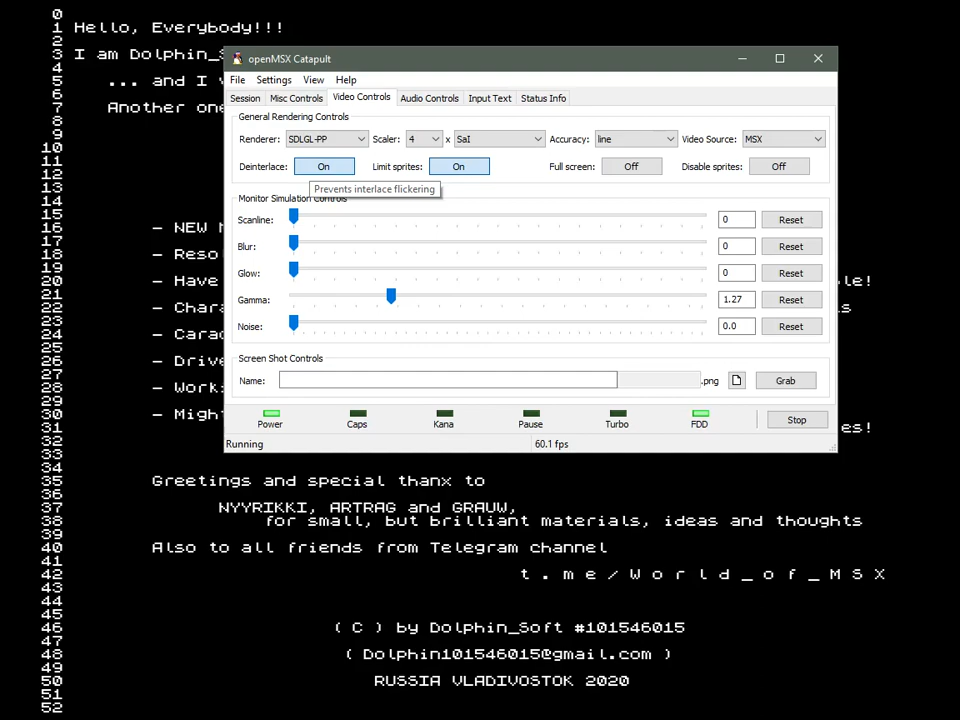 0
1 Hello, Everybody!!!
2
3 I am Dolphin_S
4
5 ... and I
6
7 Another one
8
9
10
11
12
13
14
15
16 - NEW
17
18 - Reso
19
20 - Have ble!
21
22 - Chara s
23
24 - Carac
25
26 - Drive
27
28 - Work
29
30 - Migh
31 es!
32
33
34
35 Greetings and special thanx to
36
37 NYYRIKKI, ARTRAG and GRAUW,
38 for small, but brilliant materials, ideas and thoughts
39
40 Also to all friends from Telegram channel
41
42 t . m e / W o r l d _ o f _ M S X
43
44
45
46 ( C ) by Dolphin_Soft #101546015
47
48 ( Dolphin101546015@gmail.com )
49
50 RUSSIA VLADIVOSTOK 2020
51
52
openMSX Catapult
File Settings View Help
Session Misc Controls Video Controls Audio Controls Input Text Status Info
General Rendering Controls
Renderer: SDLGL-PP Scaler: 4 x SaI Accuracy: line Video Source: MSX
Deinterlace: On Limit sprites: On Full screen: Off Disable sprites: Off
Prevents interlace flickering
Monitor Simulation Controls
Scanline: 0 Reset
Blur: 0 Reset
Glow: 0 Reset
Gamma: 1.27 Reset
Noise: 0.0 Reset
Screen Shot Controls
Name: .png Grab
Power Caps Kana Pause Turbo FDD Stop
Running 60.1 fps